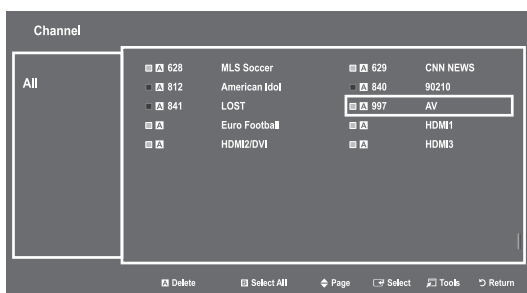 Channel
All
A 628 MLS Soccer A 629 CNN NEWS
A 812 American Idol A 840 90210
A 841 LOST A 997 AV
A Euro Football A HDMI1
A HDMI2/DVI A HDMI3
A Delete B Select All Page Select Tools Return